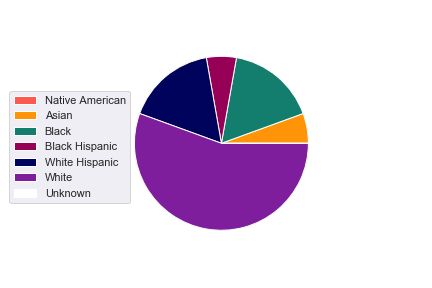 Native American
Asian
Black
Black Hispanic
White Hispanic
White
Unknown